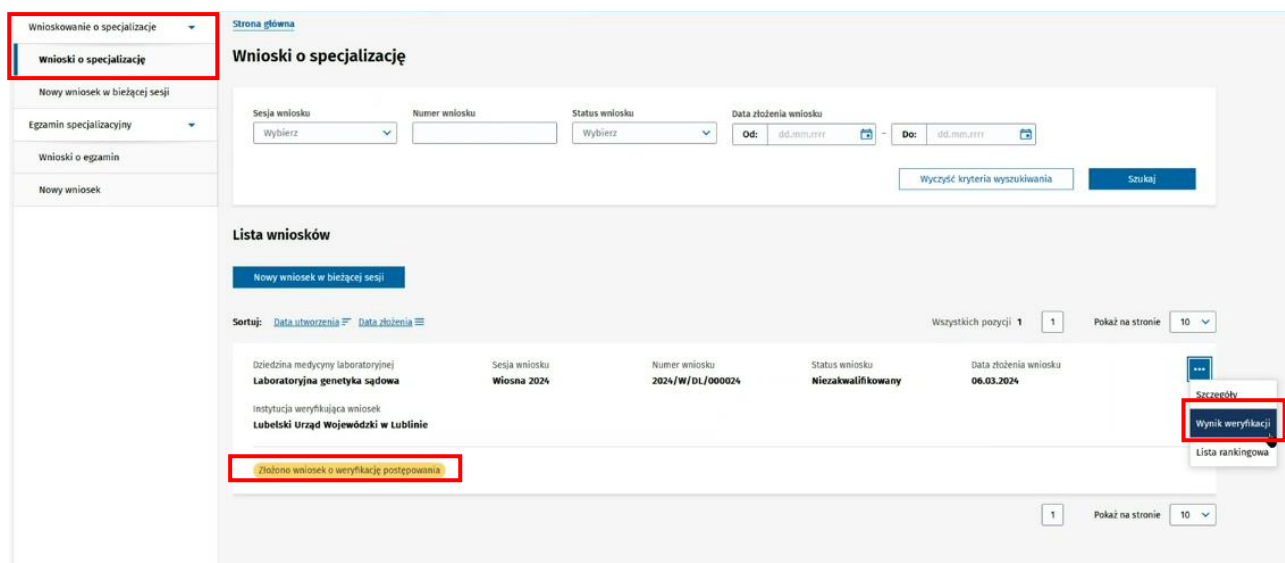 Wnioskowanie o specjalizacje
Wnioski o specjalizację
Nowy wniosek w bieżącej sesji
Egzamin specjalizacyjny
Wnioski o egzamin
Nowy wniosek
Strona główna
Wnioski o specjalizację
Sesja wniosku Numer wniosku Status wniosku Data złożenia wniosku
Wybierz Wybierz Od: dd.mm.rrrr - Do: dd.mm.rrrr
Wyczyść kryteria wyszukiwania Szukaj
Lista wniosków
Nowy wniosek w bieżącej sesji
Sortuj: Data utworzenia Data złożenia Wszystkich pozycji 1 1 Pokaż na stronie 10
Dziedzina medycyny laboratoryjnej Sesja wniosku Numer wniosku Status wniosku Data złożenia wniosku
Laboratoryjna genetyka sądowa Wiosna 2024 2024/W/DL/000024 Niezakwalifikowany 06.03.2024
Instytucja weryfikująca wniosek
Lubelski Urząd Wojewódzki w Lublinie
Szczegóły
Wynik weryfikacji
Lista rankingowa
Złożono wniosek o weryfikację postępowania
1 Pokaż na stronie 10